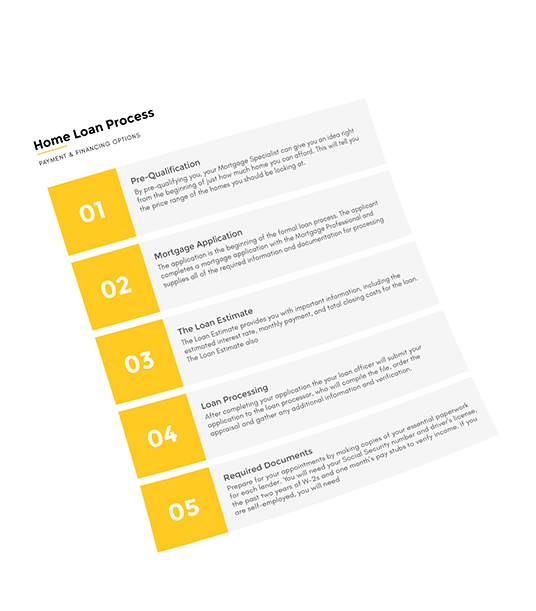 Home Loan Process
PAYMENT & FINANCING OPTIONS
01
Pre-Qualification
By pre-qualifying you, your Mortgage Specialist can give you an idea right
from the beginning of just how much home you can afford. This will tell you
the price range of the homes you should be looking at.
02
Mortgage Application
The application is the beginning of the formal loan process. The applicant
completes a mortgage application with the Mortgage Professional and
supplies all of the required information and documentation for processing
03
The Loan Estimate
The Loan Estimate provides you with important information, including the
estimated interest rate, monthly payment, and total closing costs for the loan.
The Loan Estimate also
04
Loan Processing
After completing your application the your loan officer will submit your
application to the loan processor, who will compile the file, order the
appraisal and gather any additional information and verification.
05
Required Documents
Prepare for your appointments by making copies of your essential paperwork
for each lender. You will need your Social Security number and driver's license,
the past two years of W-2s and one month's pay stubs to verify income. If you
are self-employed, you will need